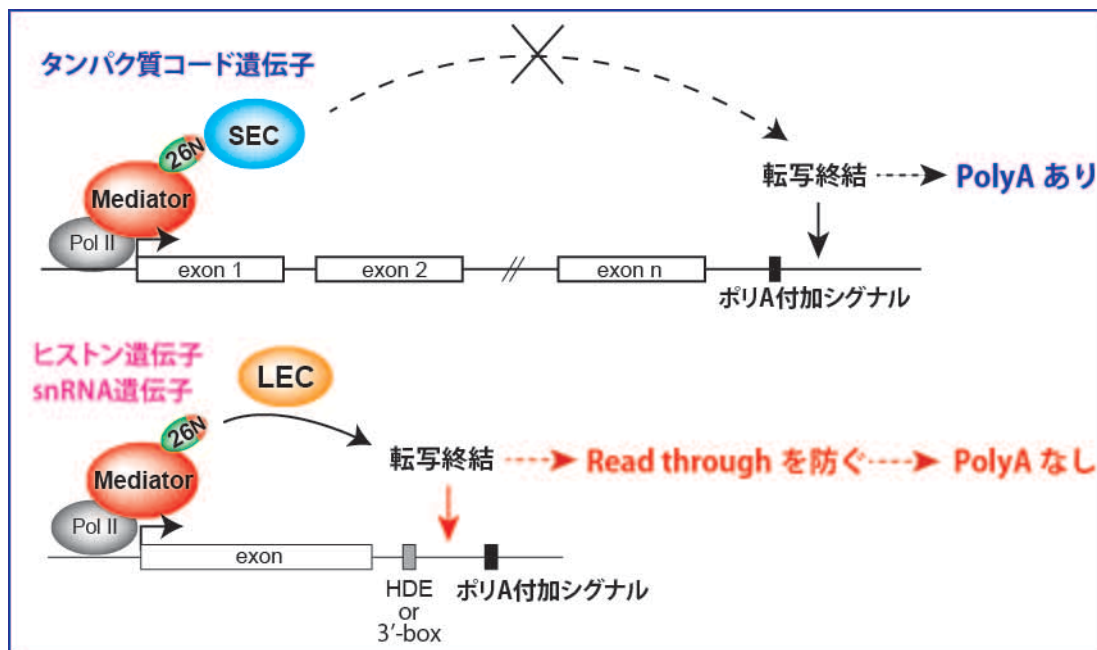 タンパク質コード遺伝子
SEC
26N
Mediator
Pol II
転写終結
PolyA あり
exon 1
exon 2
exon n
ポリA付加シグナル
ヒストン遺伝子
snRNA遺伝子
LEC
26N
Mediator
Pol II
転写終結
Read through を防ぐ
PolyA なし
exon
HDE
or
3'-box
ポリA付加シグナル